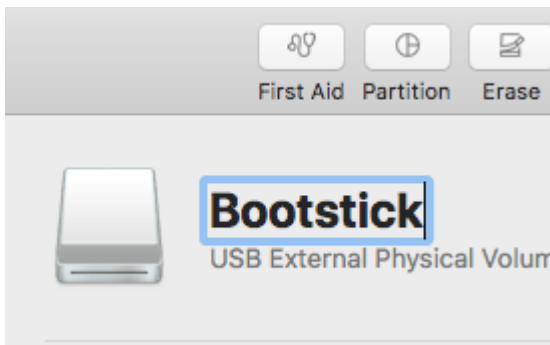 First Aid Partition Erase
Bootstick
USB External Physical Volum